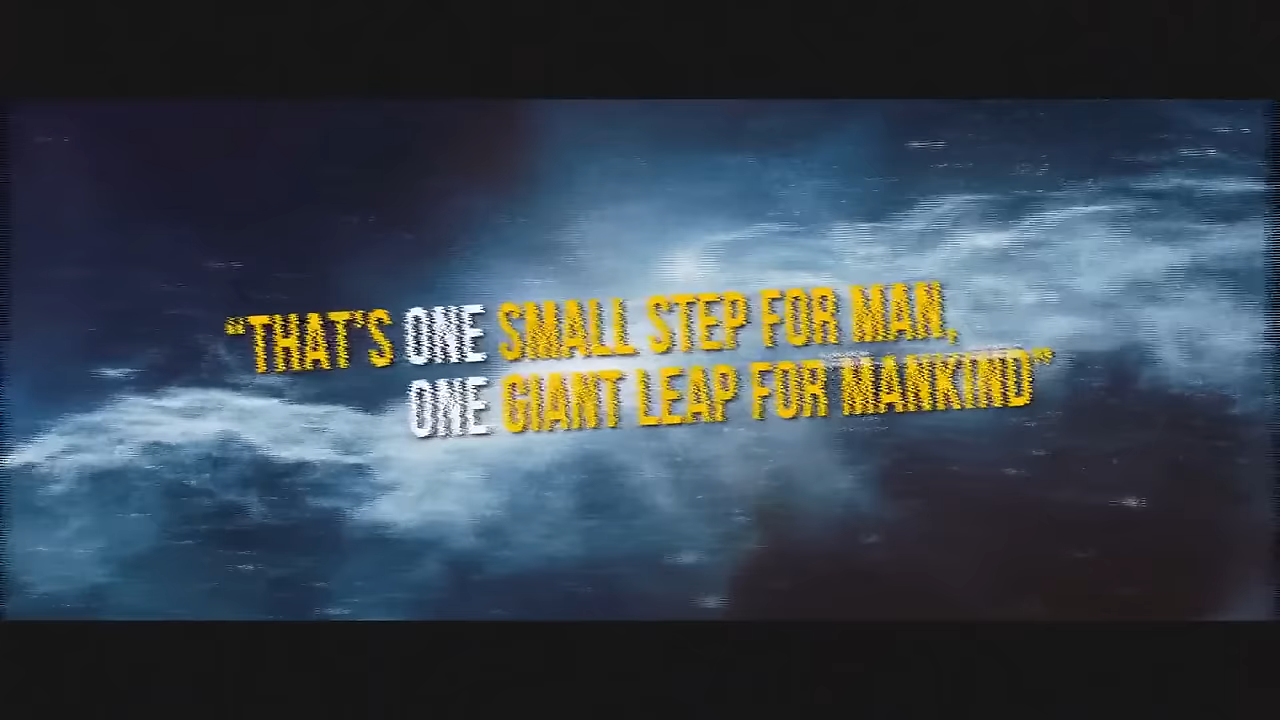 “THAT’S ONE SMALL STEP FOR MAN,
ONE GIANT LEAP FOR MANKIND”